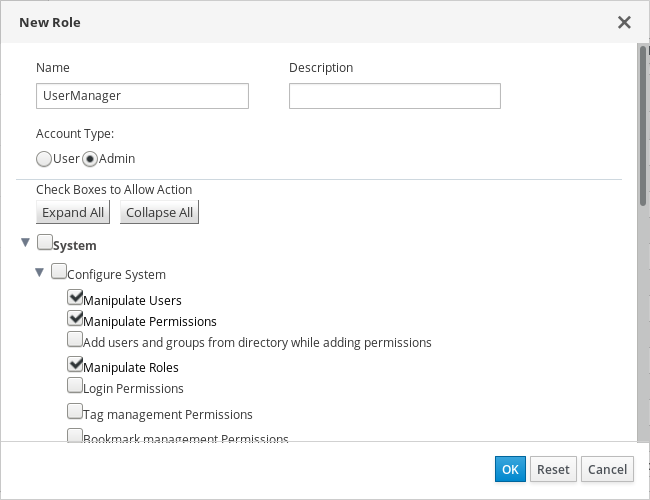 New Role
Name
Description
UserManager
Account Type:
User Admin
Check Boxes to Allow Action
Expand All Collapse All
System
Configure System
Manipulate Users
Manipulate Permissions
Add users and groups from directory while adding permissions
Manipulate Roles
Login Permissions
Tag management Permissions
Bookmark management Permissions
OK Reset Cancel